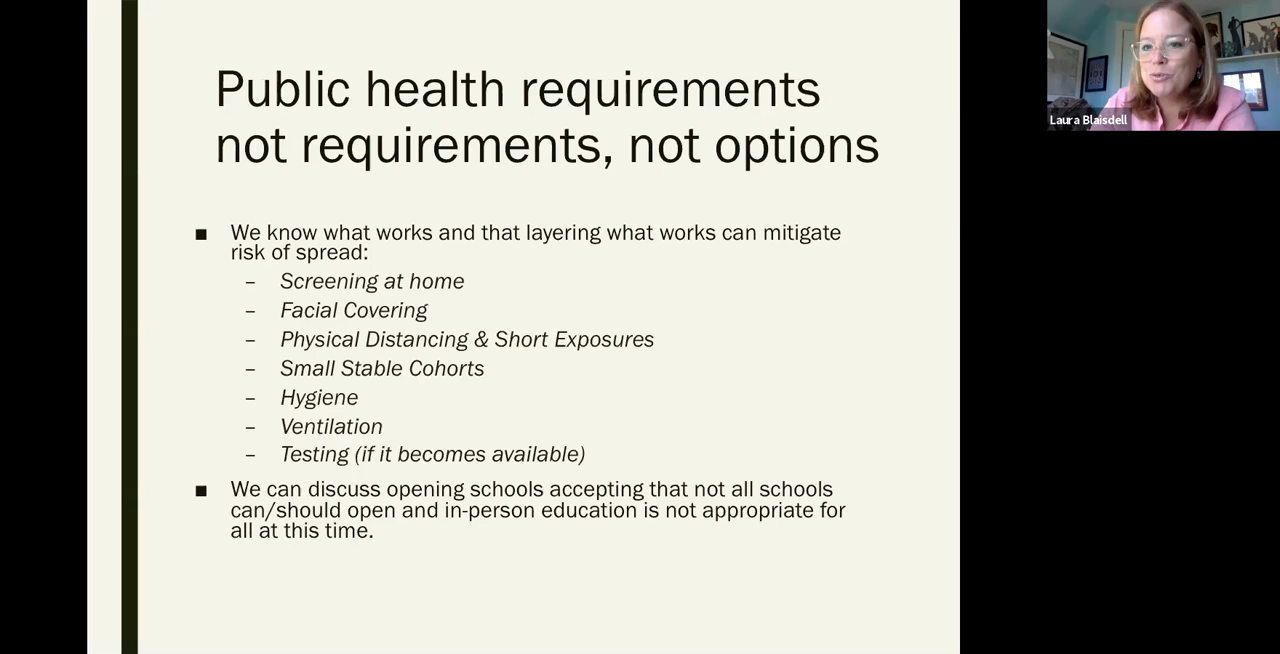 Public health requirements
not requirements, not options
■ We know what works and that layering what works can mitigate
risk of spread:
– Screening at home
– Facial Covering
– Physical Distancing & Short Exposures
– Small Stable Cohorts
– Hygiene
– Ventilation
– Testing (if it becomes available)
■ We can discuss opening schools accepting that not all schools
can/should open and in-person education is not appropriate for
all at this time.
Laura Blaisdell